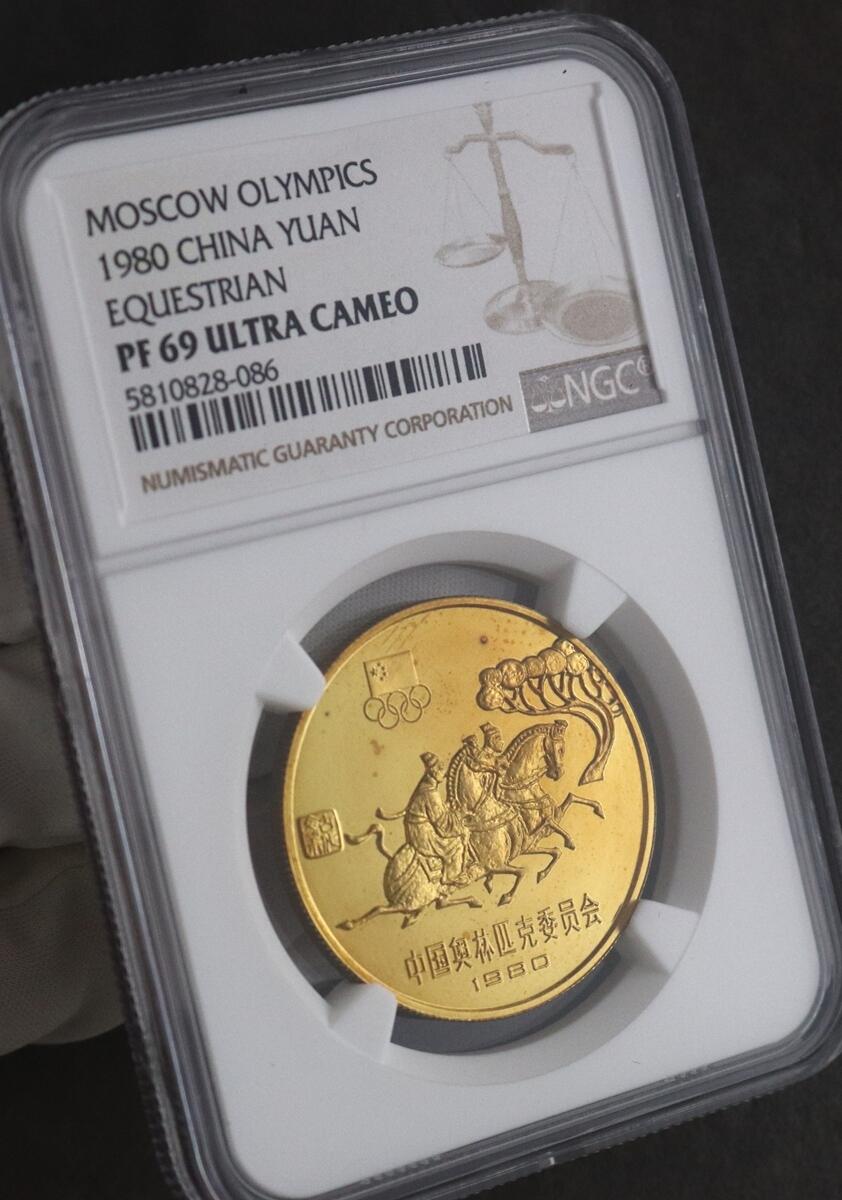 MOSCOW OLYMPICS
1980 CHINA YUAN
EQUESTRIAN
PF 69 ULTRA CAMEO
5810828-086
NGC®
NUMISMATIC GUARANTY CORPORATION
中国奥林匹克委员会
1980